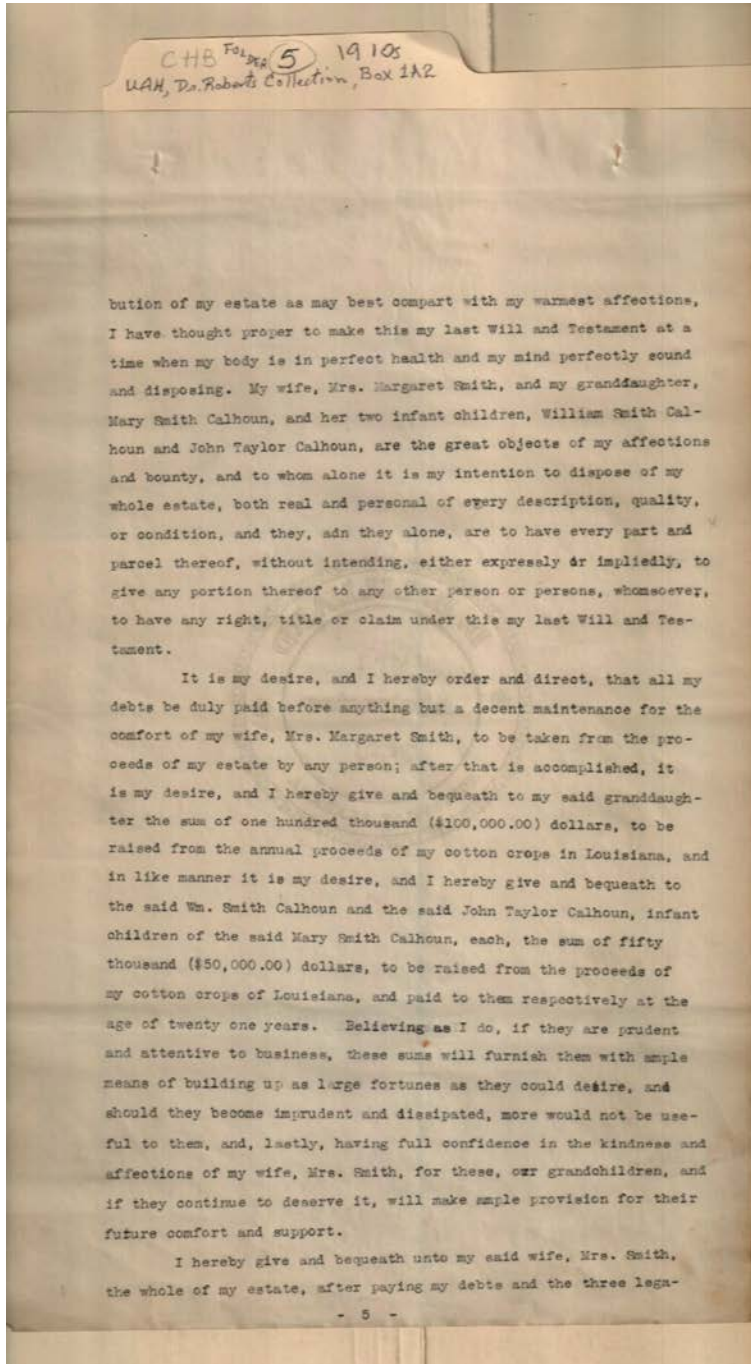 CHB FOLDER 5 1910s
UAH, Dr. Roberts Collection, Box 1A2
bution of my estate as may best compart with my warmest affections,
I have thought proper to make this my last Will and Testament at a
time when my body is in perfect health and my mind perfectly sound
and disposing. My wife, Mrs. Margaret Smith, and my granddaughter,
Mary Smith Calhoun, and her two infant children, William Smith Cal-
houn and John Taylor Calhoun, are the great objects of my affections
and bounty, and to whom alone it is my intention to dispose of my
whole estate, both real and personal of every description, quality,
or condition, and they, adn they alone, are to have every part and
parcel thereof, without intending, either expressly or impliedly, to
give any portion thereof to any other person or persons, whomsoever,
to have any right, title or claim under this my last Will and Tes-
tament.
It is my desire, and I hereby order and direct, that all my
debts be duly paid before anything but a decent maintenance for the
comfort of my wife, Mrs. Margaret Smith, to be taken from the pro-
ceeds of my estate by any person; after that is accomplished, it
is my desire, and I hereby give and bequeath to my said granddaugh-
ter the sum of one hundred thousand ($100,000.00) dollars, to be
raised from the annual proceeds of my cotton crops in Louisiana, and
in like manner it is my desire, and I hereby give and bequeath to
the said Wm. Smith Calhoun and the said John Taylor Calhoun, infant
children of the said Mary Smith Calhoun, each, the sum of fifty
thousand ($50,000.00) dollars, to be raised from the proceeds of
my cotton crops of Louisiana, and paid to them respectively at the
age of twenty one years. Believing as I do, if they are prudent
and attentive to business, these sums will furnish them with ample
means of building up as large fortunes as they could desire, and
should they become imprudent and dissipated, more would not be use-
ful to them, and, lastly, having full confidence in the kindness and
affections of my wife, Mrs. Smith, for these, our grandchildren, and
if they continue to deserve it, will make ample provision for their
future comfort and support.
I hereby give and bequeath unto my said wife, Mrs. Smith,
the whole of my estate, after paying my debts and the three lega-
- 5 -